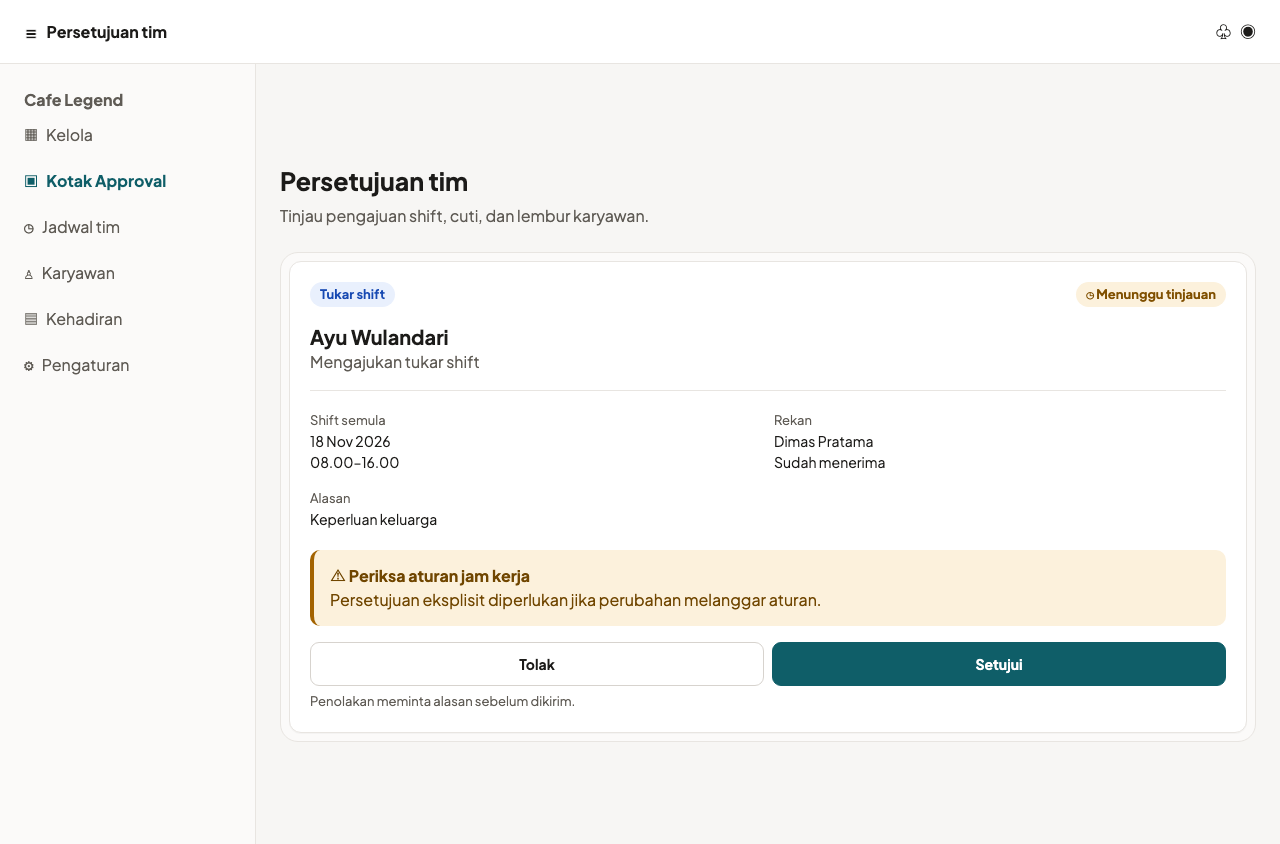 Persetujuan tim
Cafe Legend
Kelola
Kotak Approval
Jadwal tim
Karyawan
Kehadiran
Pengaturan
Persetujuan tim
Tinjau pengajuan shift, cuti, dan lembur karyawan.
Tukar shift
Menunggu tinjauan
Ayu Wulandari
Mengajukan tukar shift
Shift semula
18 Nov 2026
08.00–16.00
Rekan
Dimas Pratama
Sudah menerima
Alasan
Keperluan keluarga
⚠ Periksa aturan jam kerja
Persetujuan eksplisit diperlukan jika perubahan melanggar aturan.
Tolak
Setujui
Penolakan meminta alasan sebelum dikirim.